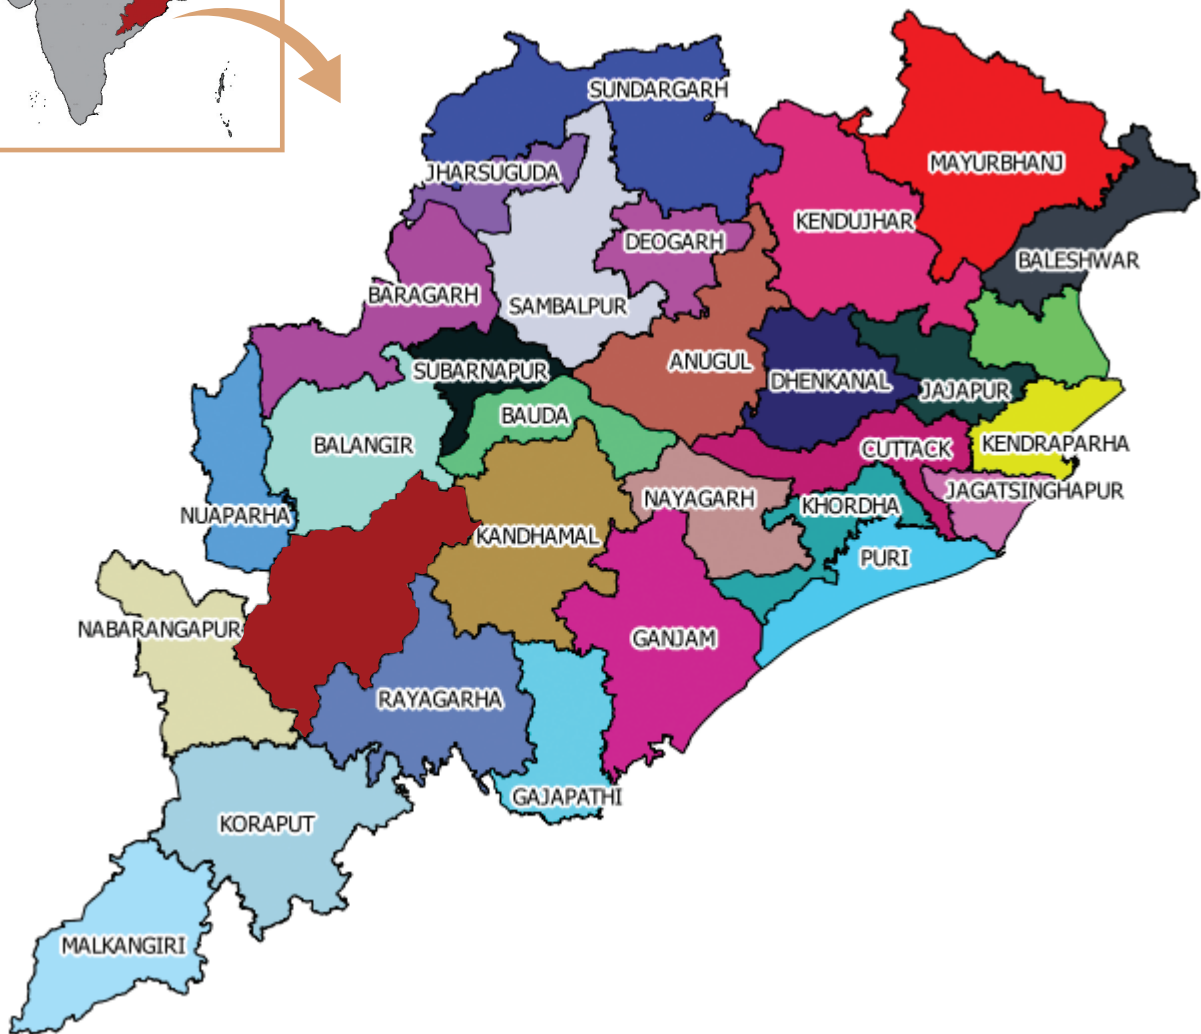 SUNDARGARH
MAYURBHANJ
JHARSUGUDA
KENDUJHAR
DEOGARH
BALESHWAR
BARAGARH
SAMBALPUR
ANUGUL
SUBARNAPUR
DHENKANAL
JAJAPUR
BAUDA
BALANGIR
CUTTACK
KENDRAPARHA
JAGATSINGHAPUR
NAYAGARH
KHORDHA
NUAPARHA
KANDHAMAL
PURI
NABARANGAPUR
GANJAM
RAYAGARHA
GAJAPATHI
KORAPUT
MALKANGIRI